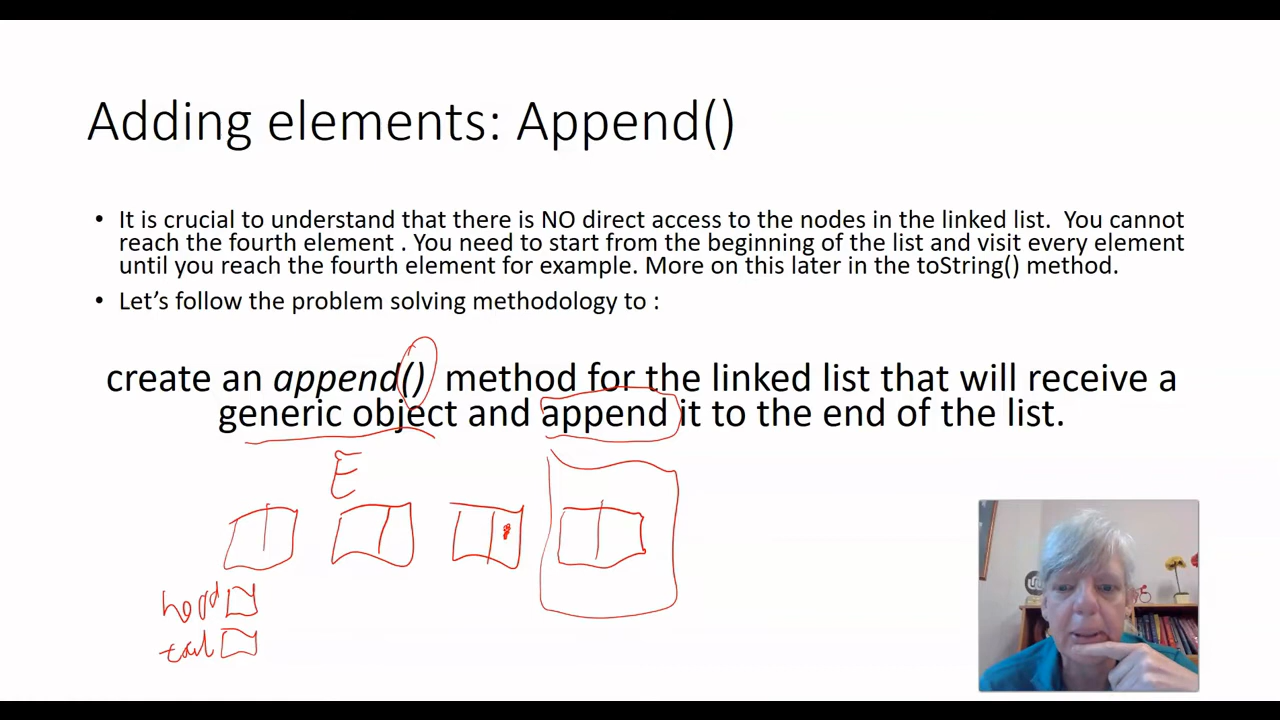 Adding elements: Append()
• It is crucial to understand that there is NO direct access to the nodes in the linked list.  You cannot
reach the fourth element . You need to start from the beginning of the list and visit every element
until you reach the fourth element for example. More on this later in the toString() method.
• Let’s follow the problem solving methodology to :
create an append()  method for the linked list that will receive a
generic object and append it to the end of the list.
E
head
tail